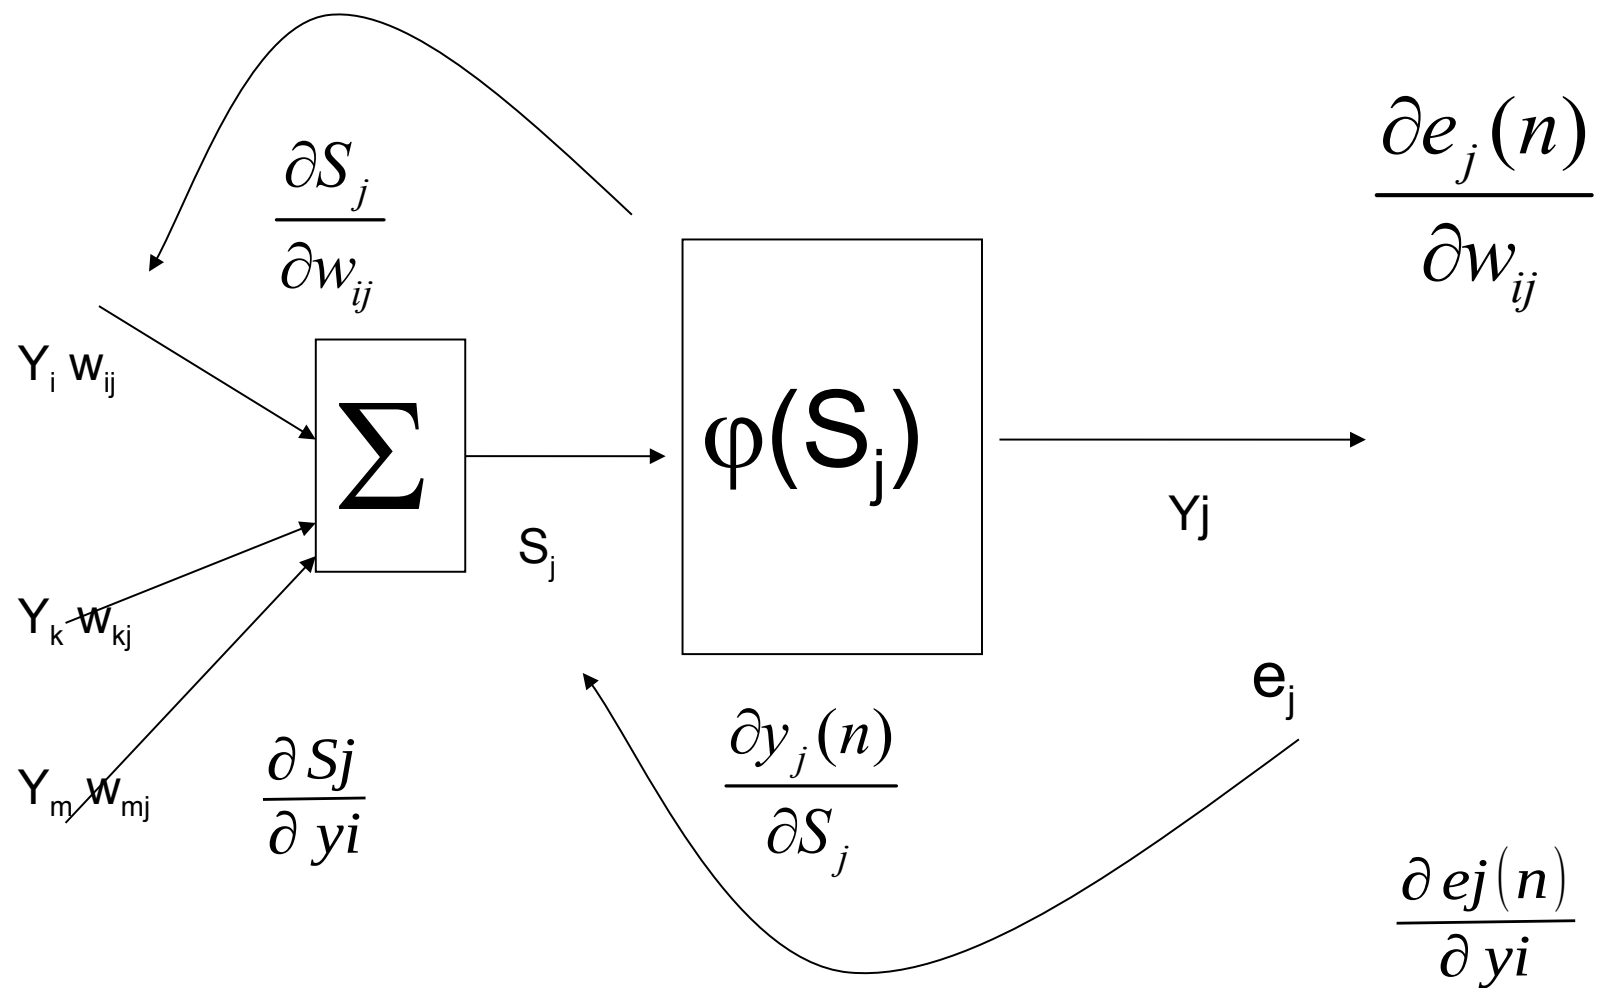 ∂S_j / ∂w_ij
∂e_j(n) / ∂w_ij
Y_i w_ij
Σ
φ(S_j)
S_j
Yj
Y_k w_kj
e_j
Y_m w_mj
∂ Sj / ∂ yi
∂y_j(n) / ∂S_j
∂ ej(n) / ∂ yi